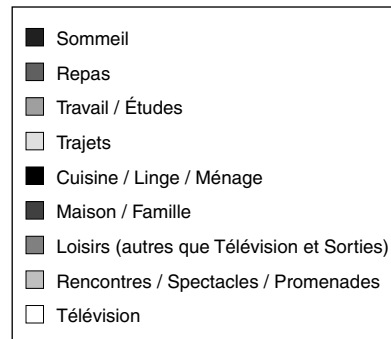 Sommeil
Repas
Travail / Études
Trajets
Cuisine / Linge / Ménage
Maison / Famille
Loisirs (autres que Télévision et Sorties)
Rencontres / Spectacles / Promenades
Télévision